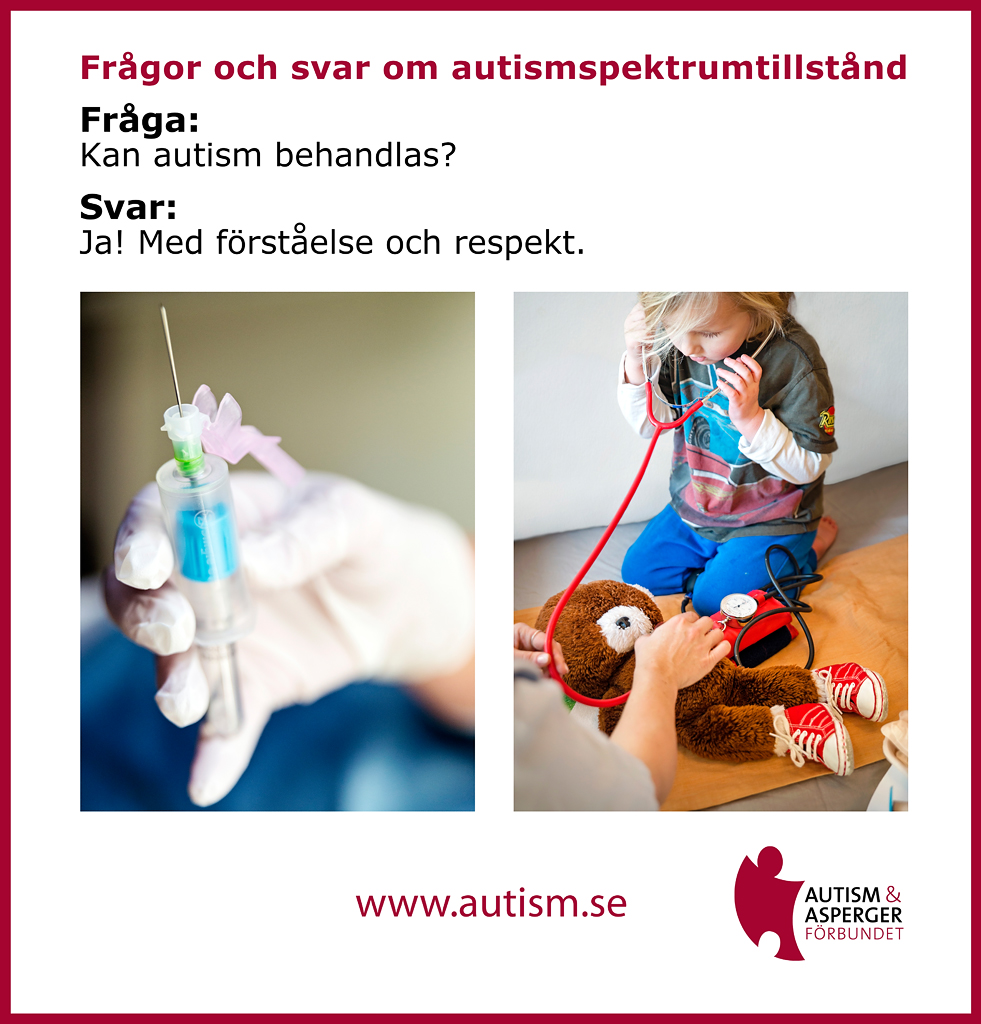 Frågor och svar om autismspektrumtillstånd
Fråga:
Kan autism behandlas?
Svar:
Ja! Med förståelse och respekt.
www.autism.se
AUTISM &
ASPERGER
FÖRBUNDET